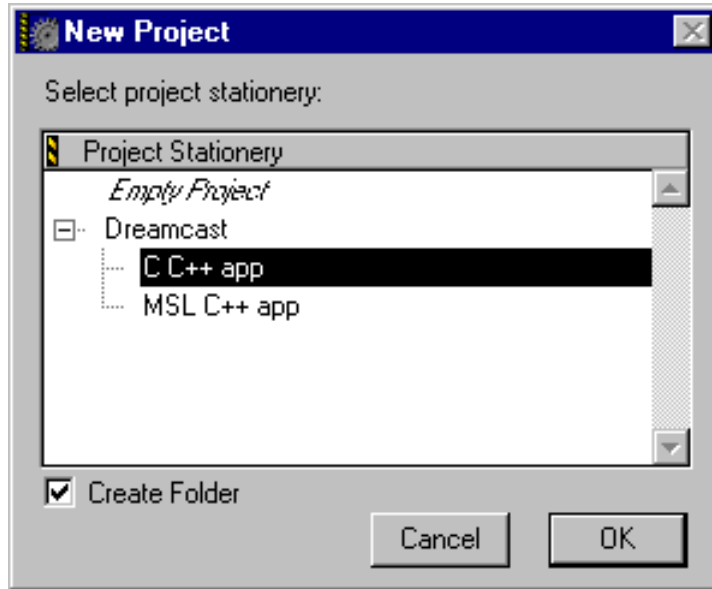 New Project
Select project stationery:
Project Stationery
Empty Project
Dreamcast
C C++ app
MSL C++ app
Create Folder
Cancel OK